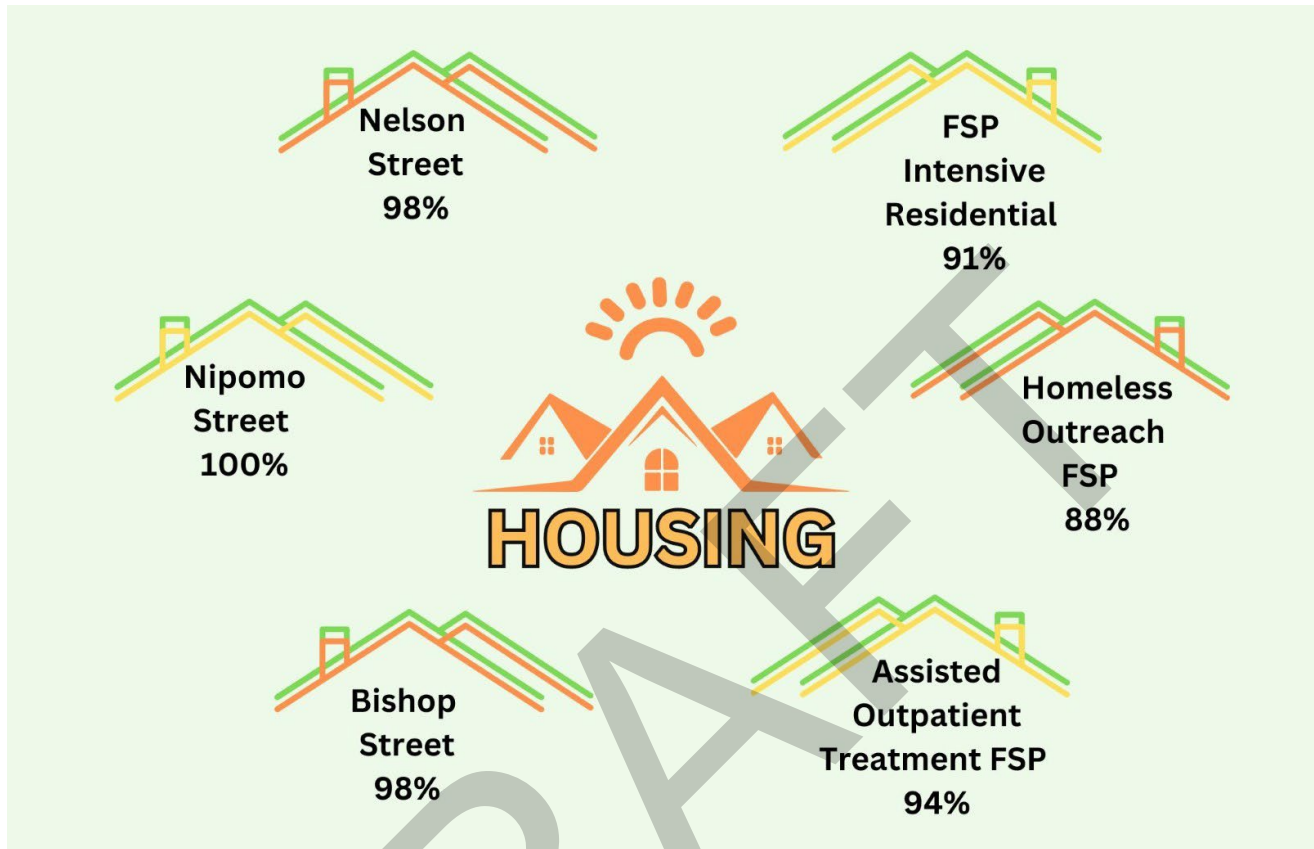 Nelson
Street
98%
FSP
Intensive
Residential
91%
Nipomo
Street
100%
Homeless
Outreach
FSP
88%
HOUSING
Bishop
Street
98%
Assisted
Outpatient
Treatment FSP
94%
DRAFT